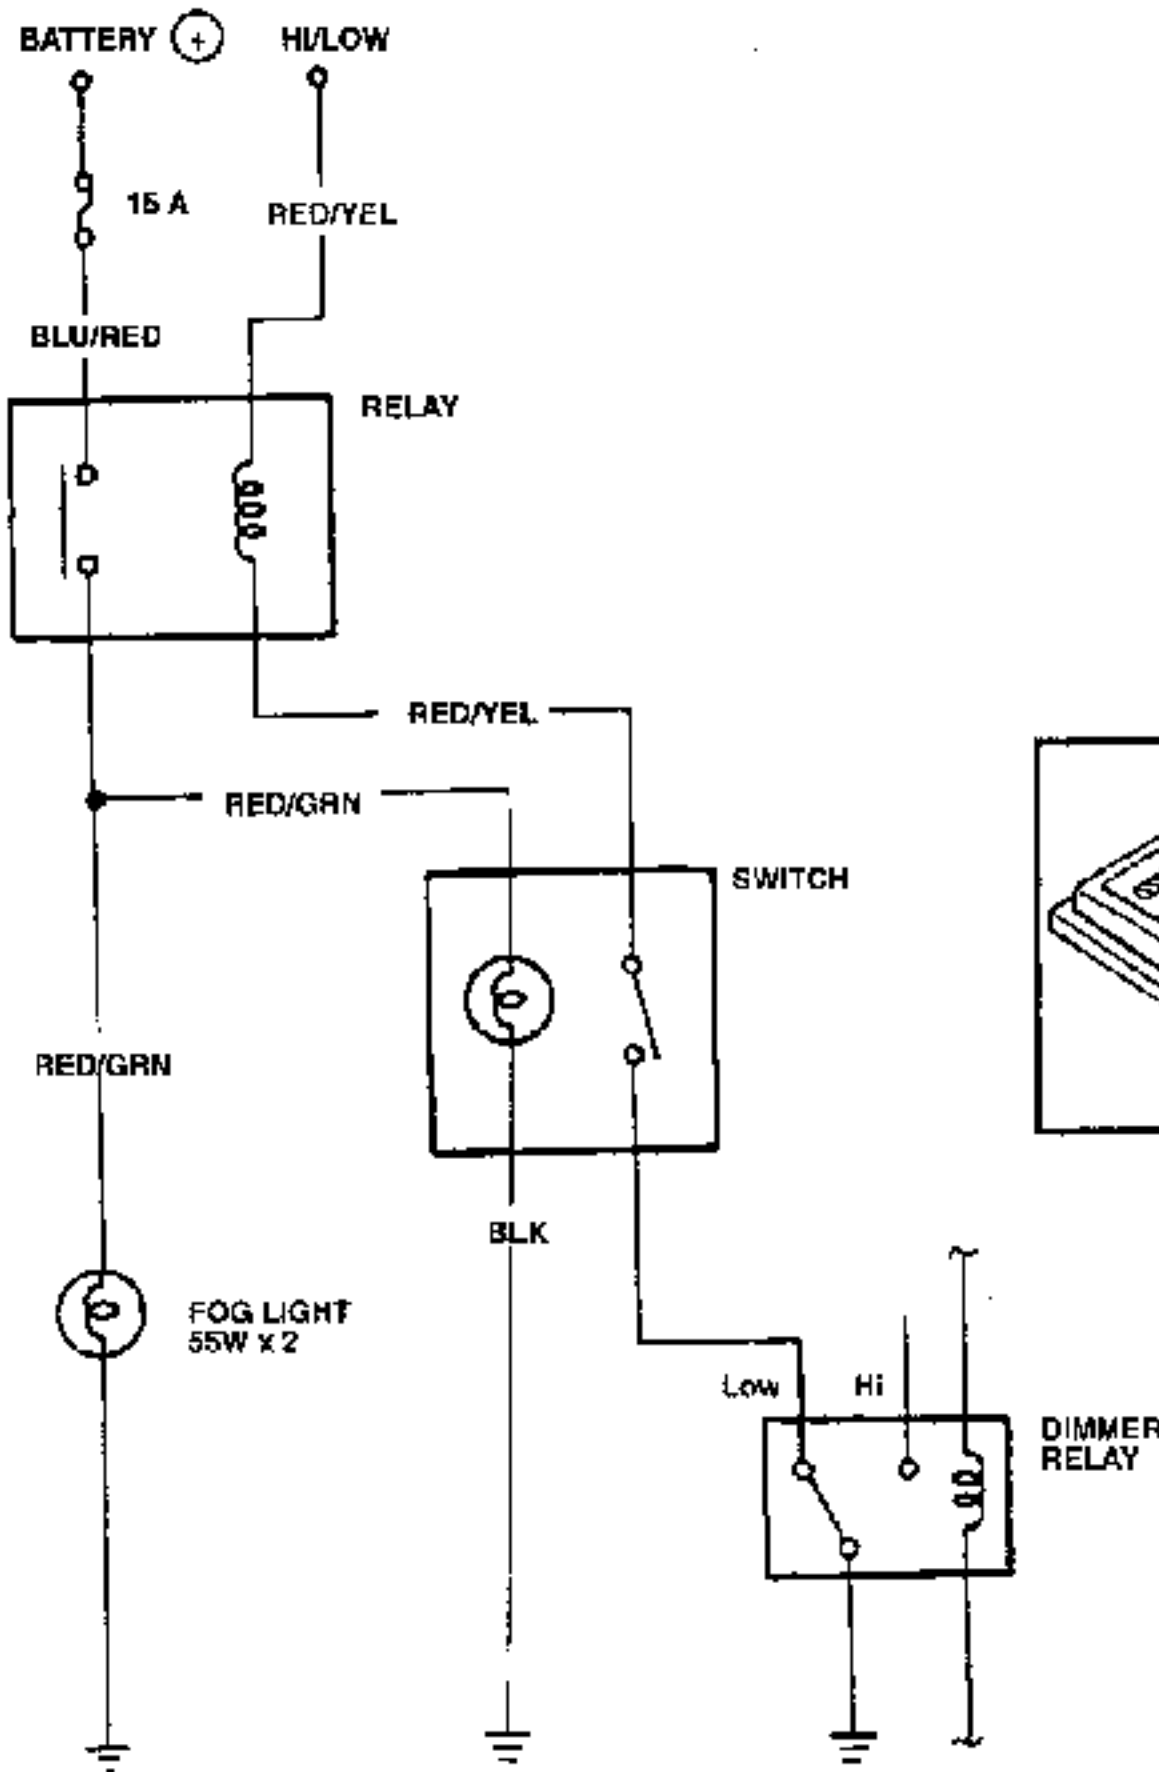 BATTERY +
HI/LOW
15 A
RED/YEL
BLU/RED
RELAY
RED/YEL
RED/GRN
SWITCH
RED/GRN
BLK
FOG LIGHT
55W x 2
Low
Hi
DIMMER
RELAY